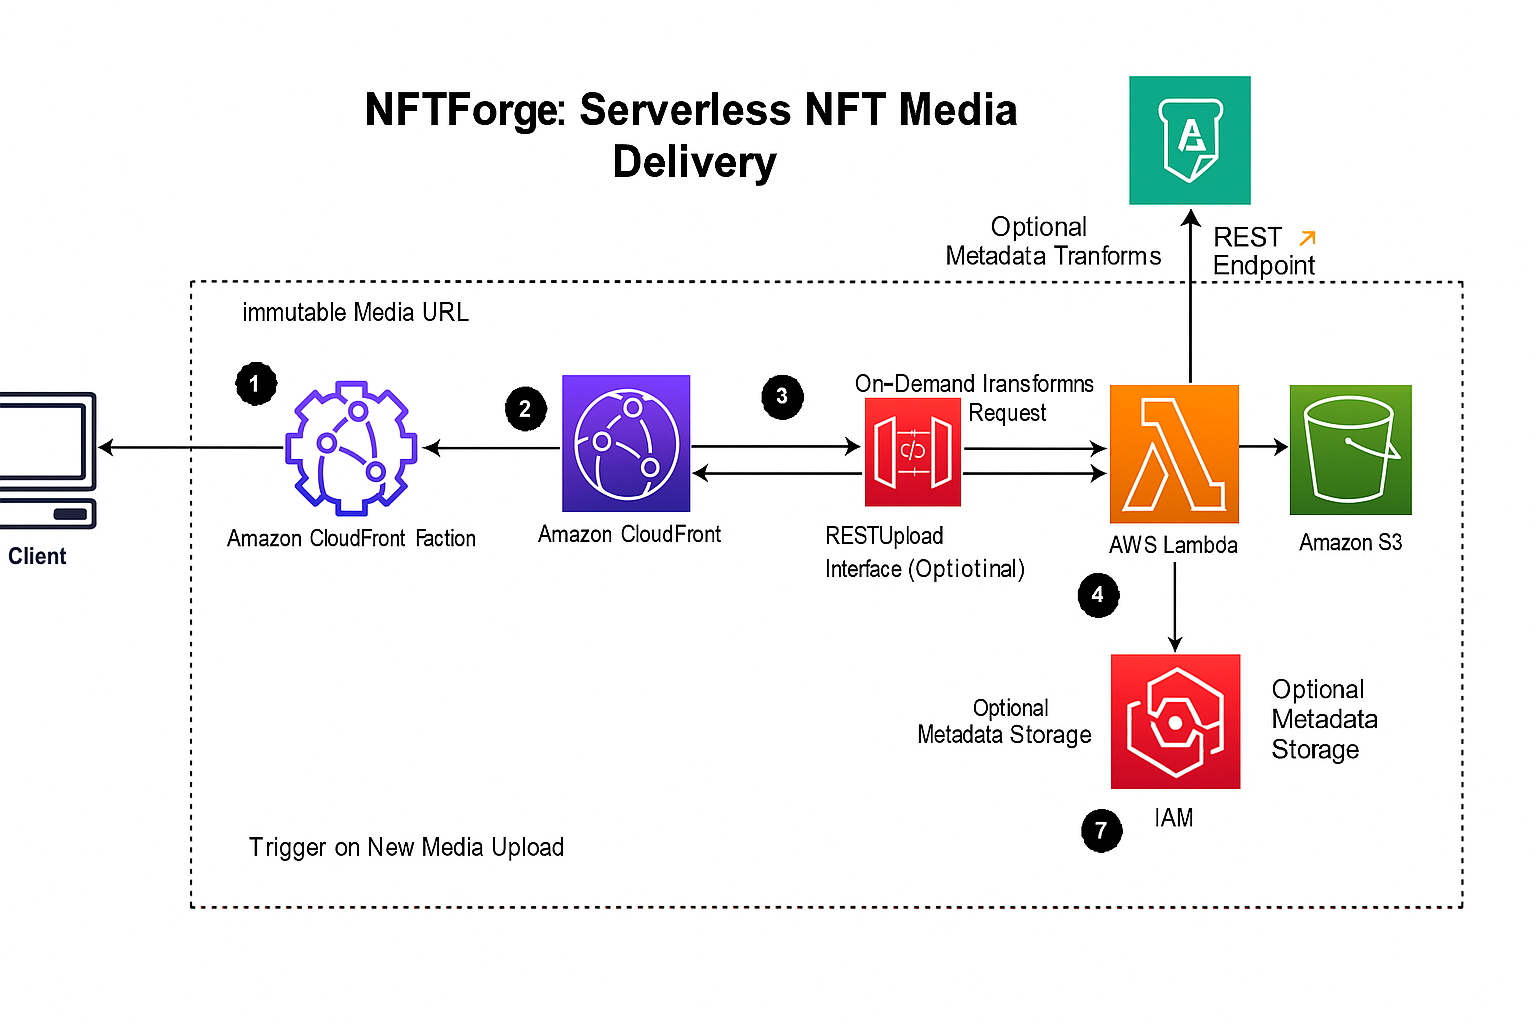 NFTForge: Serverless NFT Media
Delivery
A
Optional
Metadata Tranforms
REST
Endpoint
immutable Media URL
1
2
3
On-Demand Iransformns
Request
</>
Client
Amazon CloudFront Faction
Amazon CloudFront
RESTUpload
Interface (Optiotinal)
AWS Lambda
Amazon S3
4
Optional
Metadata Storage
Optional
Metadata
Storage
7
IAM
Trigger on New Media Upload